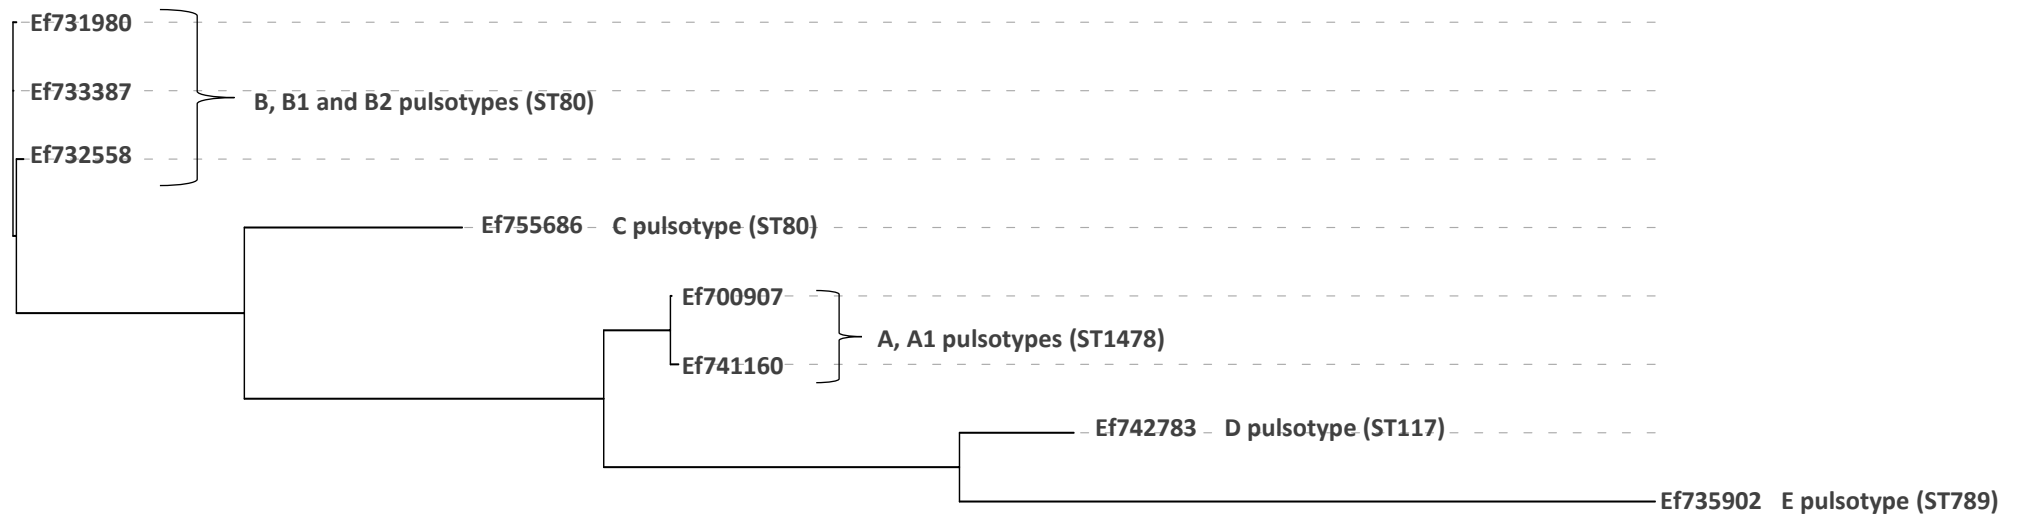 Ef731980
Ef733387
B, B1 and B2 pulsotypes (ST80)
Ef732558
Ef755686 C pulsotype (ST80)
Ef700907
A, A1 pulsotypes (ST1478)
Ef741160
Ef742783 D pulsotype (ST117)
Ef735902 E pulsotype (ST789)